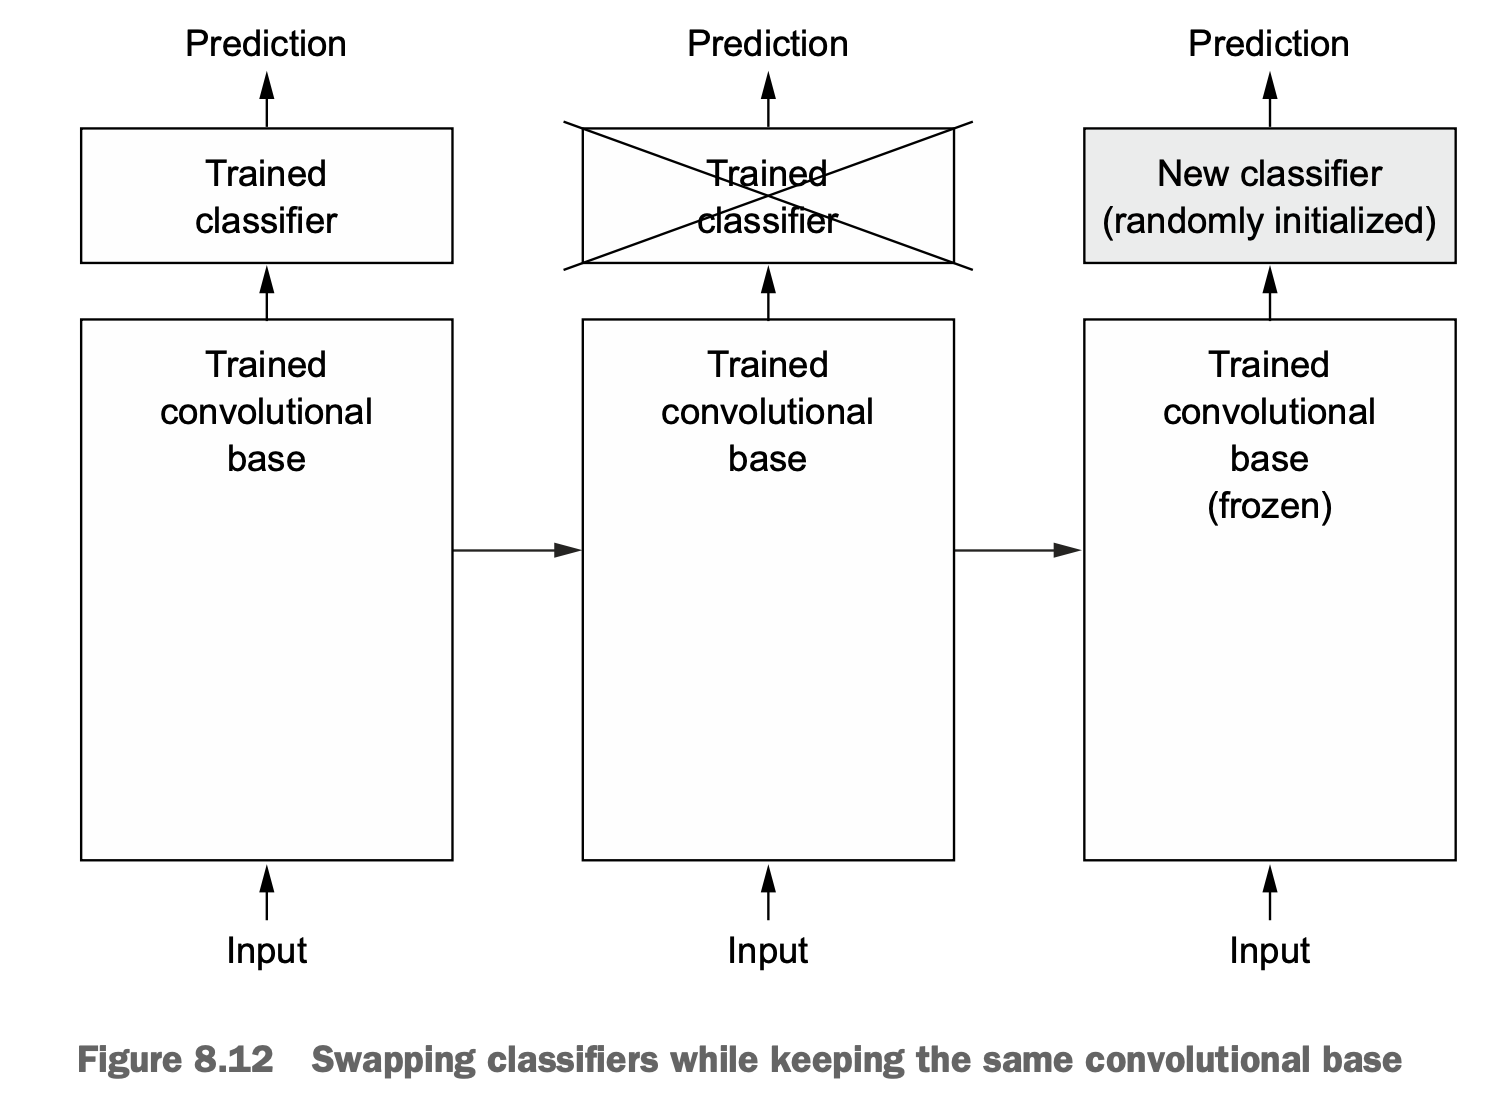 Prediction
Trained
classifier
Trained
convolutional
base
Input
Prediction
Trained
classifier
Trained
convolutional
base
Input
Prediction
New classifier
(randomly initialized)
Trained
convolutional
base
(frozen)
Input
Figure 8.12 Swapping classifiers while keeping the same convolutional base